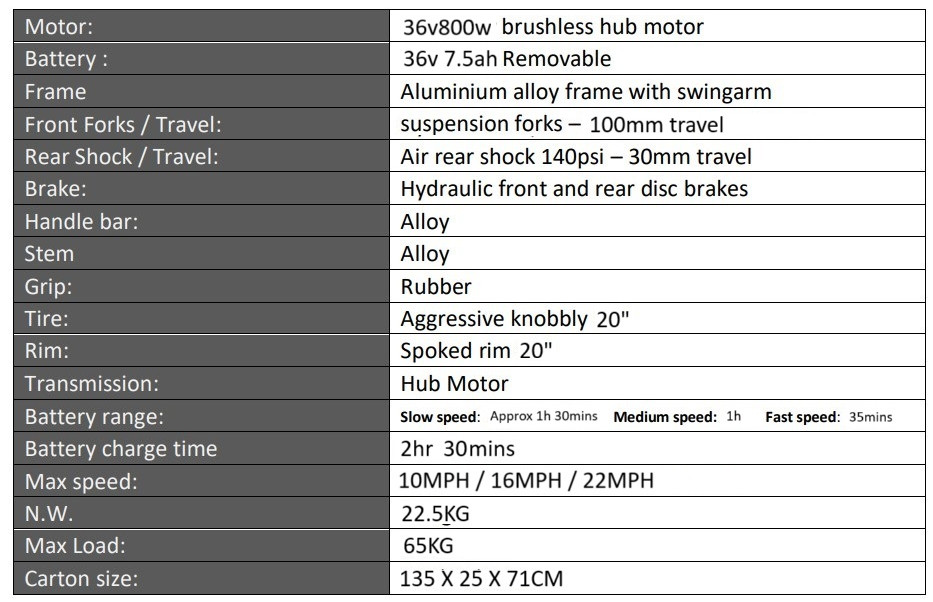 Motor: 36v800w brushless hub motor
Battery : 36v 7.5ah Removable
Frame Aluminium alloy frame with swingarm
Front Forks / Travel: suspension forks – 100mm travel
Rear Shock / Travel: Air rear shock 140psi – 30mm travel
Brake: Hydraulic front and rear disc brakes
Handle bar: Alloy
Stem Alloy
Grip: Rubber
Tire: Aggressive knobbly 20"
Rim: Spoked rim 20"
Transmission: Hub Motor
Battery range: Slow speed: Approx 1h 30mins Medium speed: 1h Fast speed: 35mins
Battery charge time 2hr 30mins
Max speed: 10MPH / 16MPH / 22MPH
N.W. 22.5KG
Max Load: 65KG
Carton size: 135 X 25 X 71CM